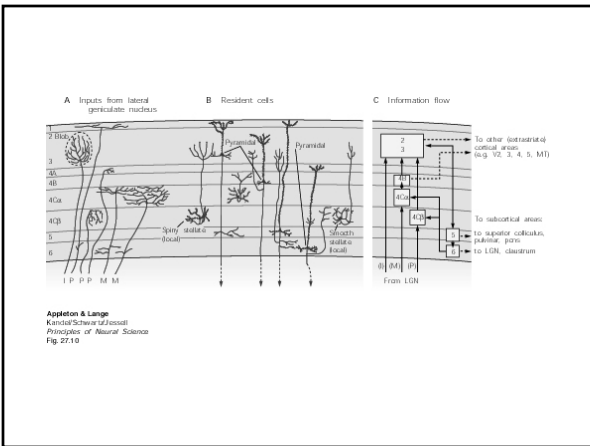 A Inputs from lateral
geniculate nucleus
B Resident cells
C Information flow
1
2 Blob
3
4A
4B
4Cα
4Cβ
5
6
I P P P M M
Pyramidal
Pyramidal
Spiny
stellate
(local)
Smooth
stellate
(local)
2
3
4B
4Cα
4Cβ
5
6
(I) (M) (P)
From LGN
To other (extrastriate)
cortical areas
(e.g. V2, 3, 4, 5, MT)
To subcortical areas:
to superior colliculus,
pulvinar, pons
to LGN, claustrum
Appleton & Lange
Kandel/Schwartz/Jessell
Principles of Neural Science
Fig. 27.10